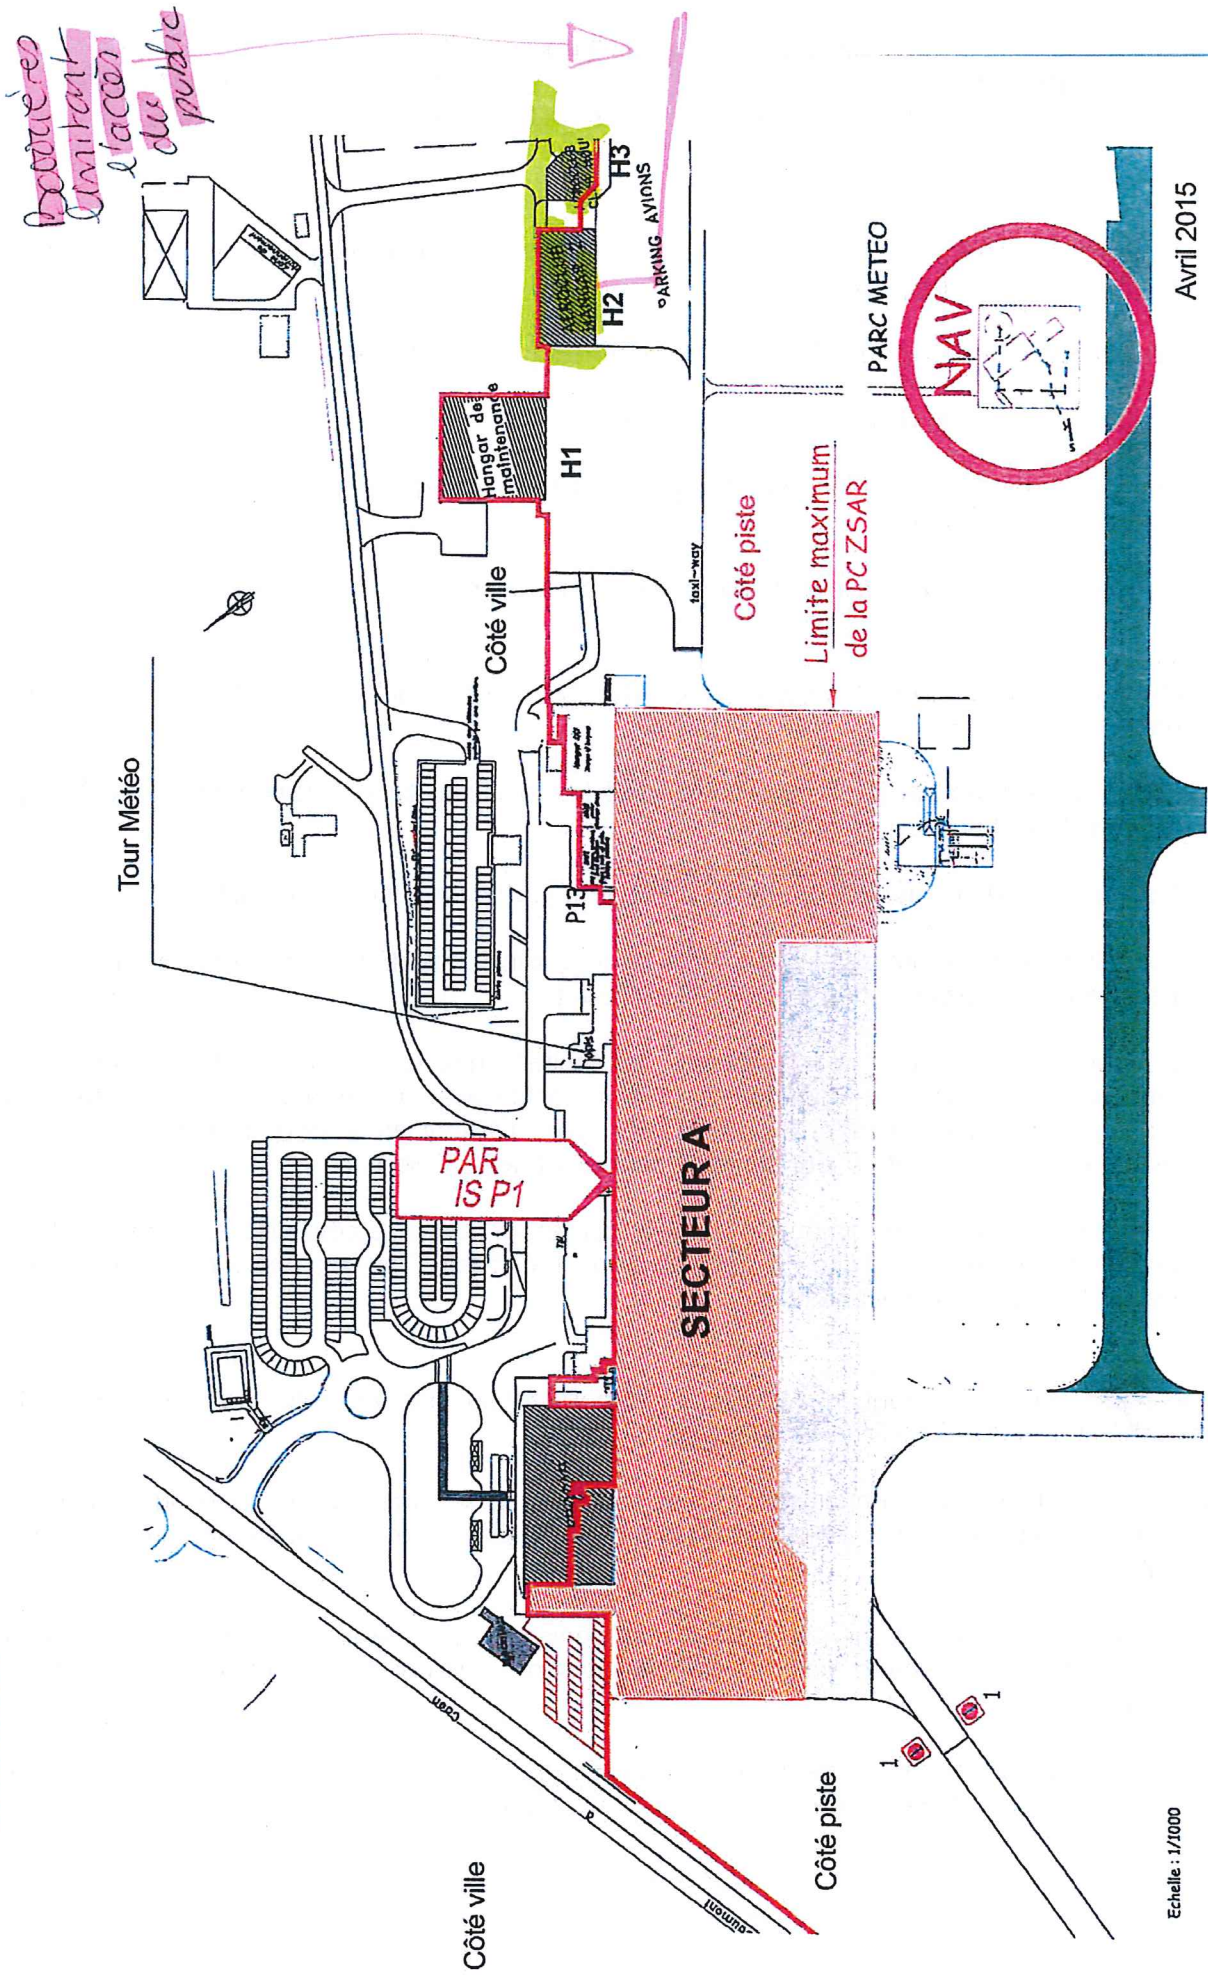 barrières
limitant
l'accès
du
public
Tour Météo
Côté ville
Hangar de
maintenance
H1
H2
H3
PARKING AVIONS
taxi-way
PARC METEO
NAV
Côté piste
Limite maximum
de la PC ZSAR
P13
PAR
IS P1
SECTEUR A
Caen
Côté ville
Côté piste
1
1
Echelle : 1/1000
Avril 2015